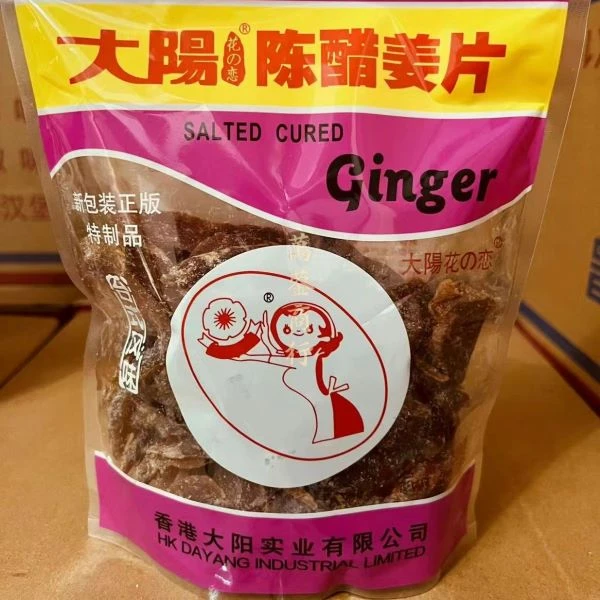 大陽花の恋® 陈醋姜片
SALTED CURED
Ginger
新包装正版
特制品
大陽花の恋®
®
香港大阳实业有限公司
HK DAYANG INDUSTRIAL LIMITED